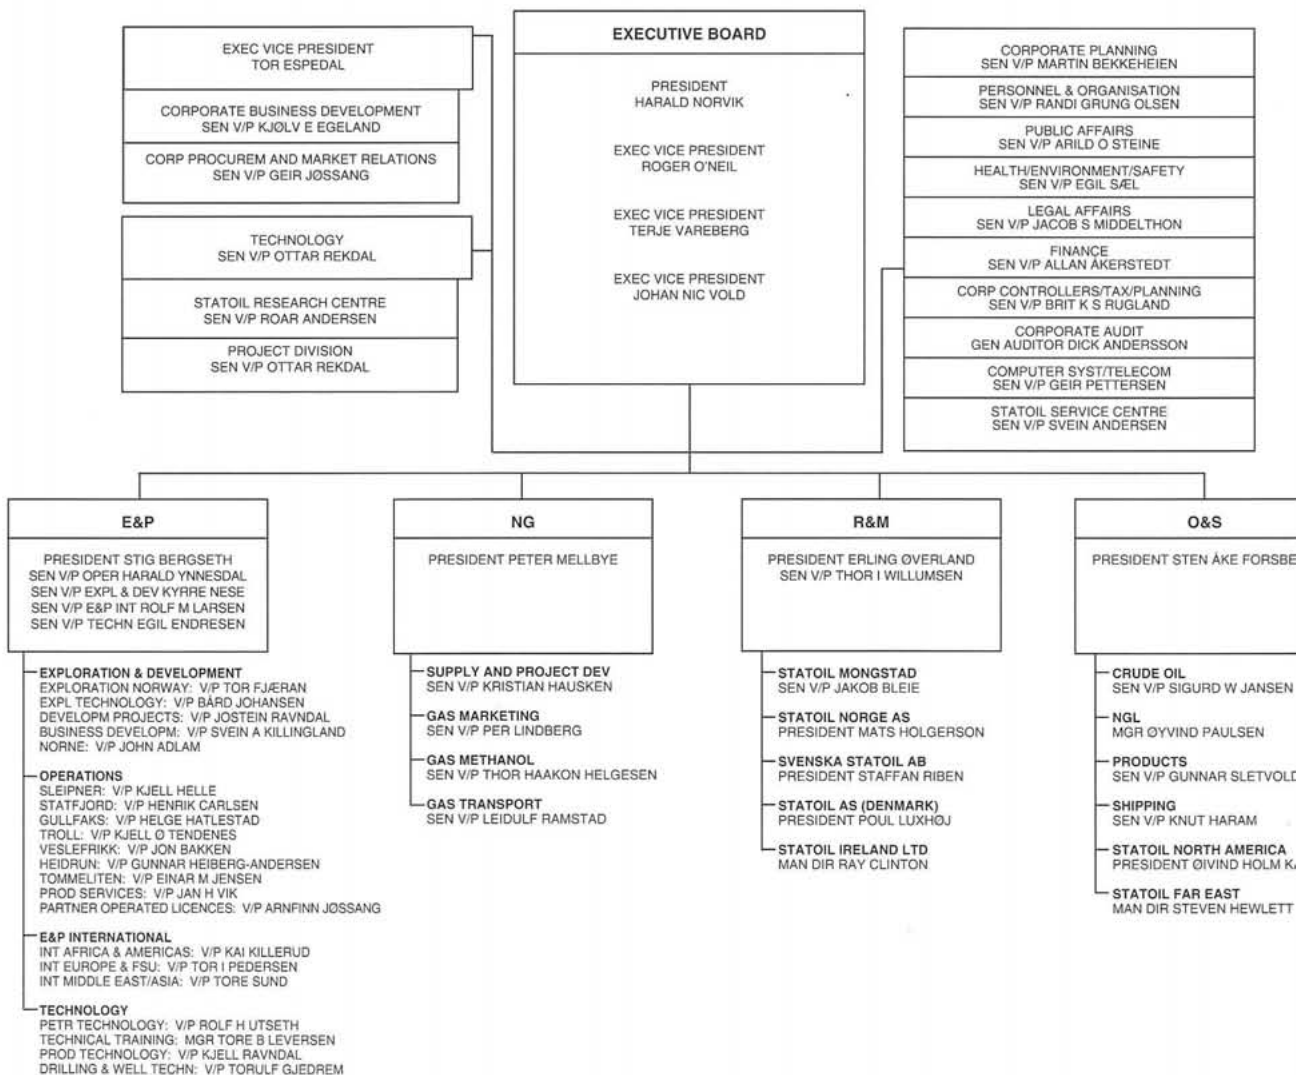 EXEC VICE PRESIDENT
TOR ESPEDAL
CORPORATE BUSINESS DEVELOPMENT
SEN V/P KJØLV E EGELAND
CORP PROCUREM AND MARKET RELATIONS
SEN V/P GEIR JØSSANG
TECHNOLOGY
SEN V/P OTTAR REKDAL
STATOIL RESEARCH CENTRE
SEN V/P ROAR ANDERSEN
PROJECT DIVISION
SEN V/P OTTAR REKDAL
EXECUTIVE BOARD
PRESIDENT
HARALD NORVIK
EXEC VICE PRESIDENT
ROGER O'NEIL
EXEC VICE PRESIDENT
TERJE VAREBERG
EXEC VICE PRESIDENT
JOHAN NIC VOLD
CORPORATE PLANNING
SEN V/P MARTIN BEKKEHEIEN
PERSONNEL & ORGANISATION
SEN V/P RANDI GRUNG OLSEN
PUBLIC AFFAIRS
SEN V/P ARILD O STEINE
HEALTH/ENVIRONMENT/SAFETY
SEN V/P EGIL SÆL
LEGAL AFFAIRS
SEN V/P JACOB S MIDDELTHON
FINANCE
SEN V/P ALLAN ÅKERSTEDT
CORP CONTROLLERS/TAX/PLANNING
SEN V/P BRIT K S RUGLAND
CORPORATE AUDIT
GEN AUDITOR DICK ANDERSSON
COMPUTER SYST/TELECOM
SEN V/P GEIR PETTERSEN
STATOIL SERVICE CENTRE
SEN V/P SVEIN ANDERSEN
E&P
PRESIDENT STIG BERGSETH
SEN V/P OPER HARALD YNNESDAL
SEN V/P EXPL & DEV KYRRE NESE
SEN V/P E&P INT ROLF M LARSEN
SEN V/P TECHN EGIL ENDRESEN
EXPLORATION & DEVELOPMENT
EXPLORATION NORWAY: V/P TOR FJÆRAN
EXPL TECHNOLOGY: V/P BÅRD JOHANSEN
DEVELOPM PROJECTS: V/P JOSTEIN RAVNDAL
BUSINESS DEVELOPM: V/P SVEIN A KILLINGLAND
NORNE: V/P JOHN ADLAM
OPERATIONS
SLEIPNER: V/P KJELL HELLE
STATFJORD: V/P HENRIK CARLSEN
GULLFAKS: V/P HELGE HATLESTAD
TROLL: V/P KJELL Ø TENDENES
VESLEFRIKK: V/P JON BAKKEN
HEIDRUN: V/P GUNNAR HEIBERG-ANDERSEN
TOMMELITEN: V/P EINAR M JENSEN
PROD SERVICES: V/P JAN H VIK
PARTNER OPERATED LICENCES: V/P ARNFINN JØSSANG
E&P INTERNATIONAL
INT AFRICA & AMERICAS: V/P KAI KILLERUD
INT EUROPE & FSU: V/P TOR I PEDERSEN
INT MIDDLE EAST/ASIA: V/P TORE SUND
TECHNOLOGY
PETR TECHNOLOGY: V/P ROLF H UTSETH
TECHNICAL TRAINING: MGR TORE B LEVERSEN
PROD TECHNOLOGY: V/P KJELL RAVNDAL
DRILLING & WELL TECHN: V/P TORULF GJEDREM
NG
PRESIDENT PETER MELLBYE
SUPPLY AND PROJECT DEV
SEN V/P KRISTIAN HAUSKEN
GAS MARKETING
SEN V/P PER LINDBERG
GAS METHANOL
SEN V/P THOR HAAKON HELGESEN
GAS TRANSPORT
SEN V/P LEIDULF RAMSTAD
R&M
PRESIDENT ERLING ØVERLAND
SEN V/P THOR I WILLUMSEN
STATOIL MONGSTAD
SEN V/P JAKOB BLEIE
STATOIL NORGE AS
PRESIDENT MATS HOLGERSON
SVENSKA STATOIL AB
PRESIDENT STAFFAN RIBEN
STATOIL AS (DENMARK)
PRESIDENT POUL LUXHØJ
STATOIL IRELAND LTD
MAN DIR RAY CLINTON
O&S
PRESIDENT STEN ÅKE
CRUDE OIL
SEN V/P SIGURD W JANSEN
NGL
MGR ØYVIND PAULSEN
PRODUCTS
SEN V/P GUNNAR SLETVOLD
SHIPPING
SEN V/P KNUT HARAM
STATOIL NORTH AMERICA
PRESIDENT ØIVIND HOLM
STATOIL FAR EAST
MAN DIR STEVEN HEWLETT